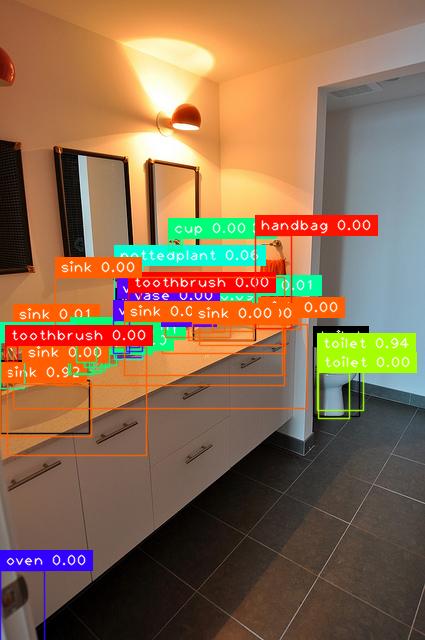 cup 0.00
handbag 0.00
pottedplant 0.06
sink 0.00
toothbrush 0.00
0.01
vase 0.00
sink 0.01
sink 0.0
sink 0.00
0.00
toothbrush 0.00
toilet 0.94
sink 0.00
toilet 0.00
sink 0.92
oven 0.00